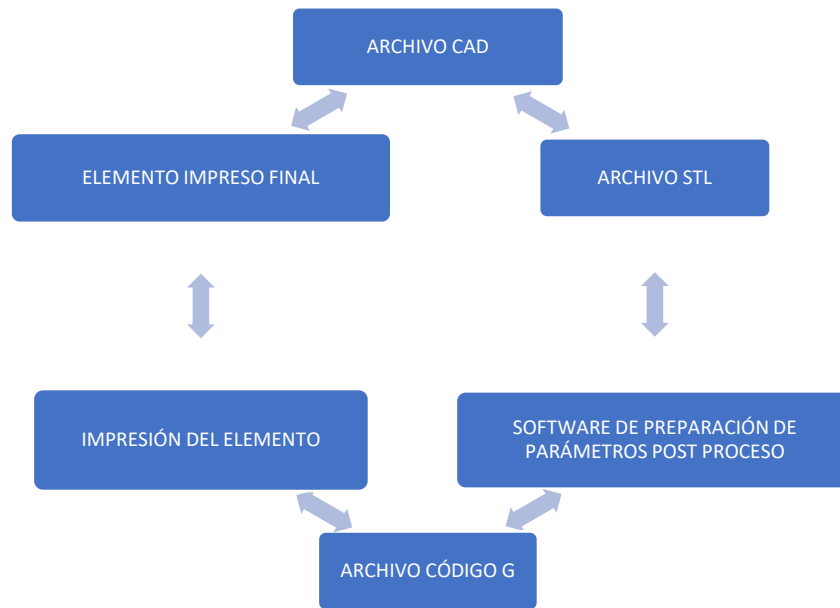 ARCHIVO CAD
ELEMENTO IMPRESO FINAL
ARCHIVO STL
IMPRESIÓN DEL ELEMENTO
SOFTWARE DE PREPARACIÓN DE
PARÁMETROS POST PROCESO
ARCHIVO CÓDIGO G